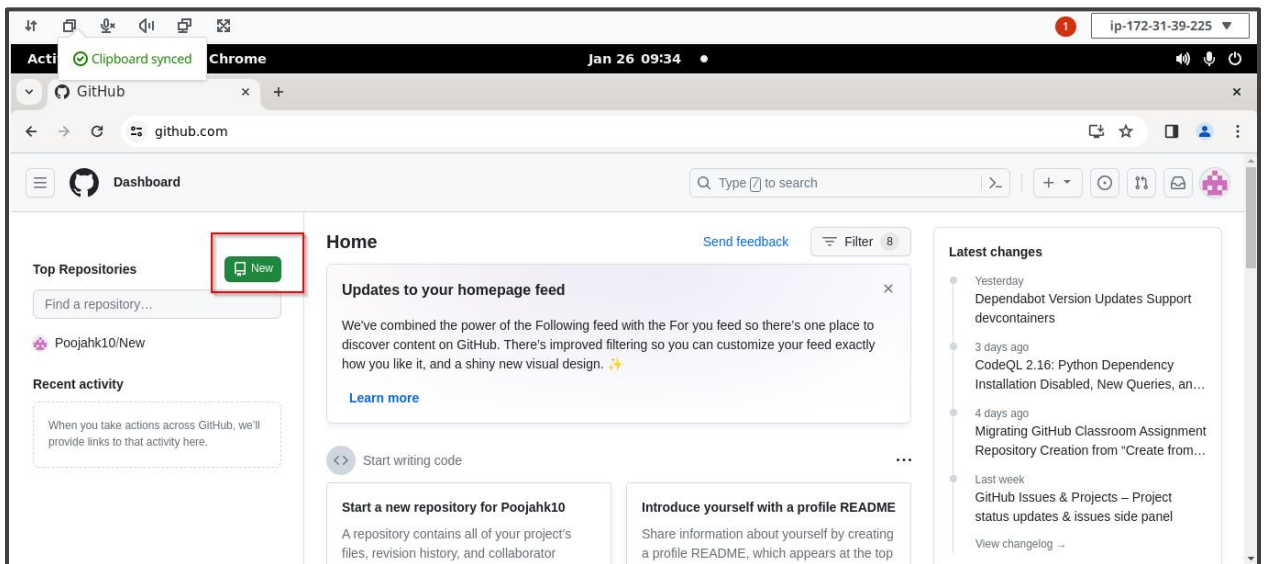 1
ip-172-31-39-225
Acti
Clipboard synced
Chrome
Jan 26 09:34
GitHub
github.com
Dashboard
Type / to search
Top Repositories
New
Find a repository…
Poojahk10/New
Recent activity
When you take actions across GitHub, we'll
provide links to that activity here.
Home
Send feedback
Filter 8
Updates to your homepage feed
We've combined the power of the Following feed with the For you feed so there's one place to
discover content on GitHub. There's improved filtering so you can customize your feed exactly
how you like it, and a shiny new visual design. ✨
Learn more
Start writing code
Start a new repository for Poojahk10
A repository contains all of your project's
files, revision history, and collaborator
Introduce yourself with a profile README
Share information about yourself by creating
a profile README, which appears at the top
Latest changes
Yesterday
Dependabot Version Updates Support
devcontainers
3 days ago
CodeQL 2.16: Python Dependency
Installation Disabled, New Queries, an…
4 days ago
Migrating GitHub Classroom Assignment
Repository Creation from “Create from…
Last week
GitHub Issues & Projects – Project
status updates & issues side panel
View changelog →